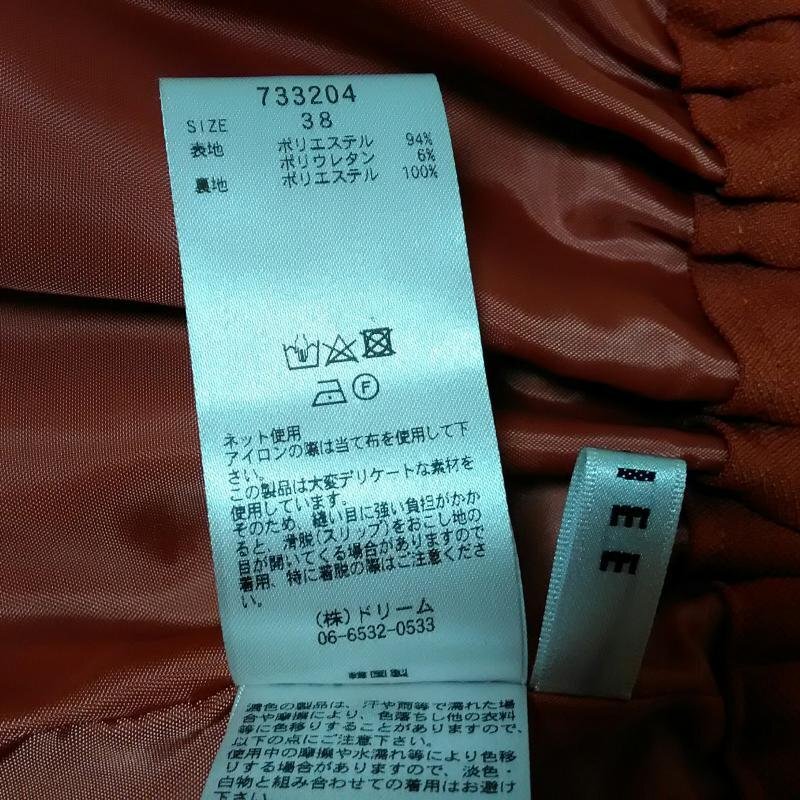 733204
SIZE 38
表地 ポリエステル 94%
ポリウレタン 6%
裏地 ポリエステル 100%
F
ネット使用
アイロンの際は当て布を使用して下
さい。
この製品は大変デリケートな素材を
使用しています。
そのため、縫い目に強い負担がかか
ると、滑脱(スリップ)をおこし地の
目が開いてくる場合がありますので
着用、特に着脱の際はご注意くださ
い。
(株)ドリーム
06-6532-0533
韓国製
濃色の製品は、汗や雨等で濡れた場
合や摩擦により、色落ちし他の衣料
等に色移りすることがありますので、
以下の点にご注意下さい。
使用中の摩擦や水濡れ等により色移
りする場合がありますので、淡色・
白物と組み合わせての着用はお避け
下さい。
EE